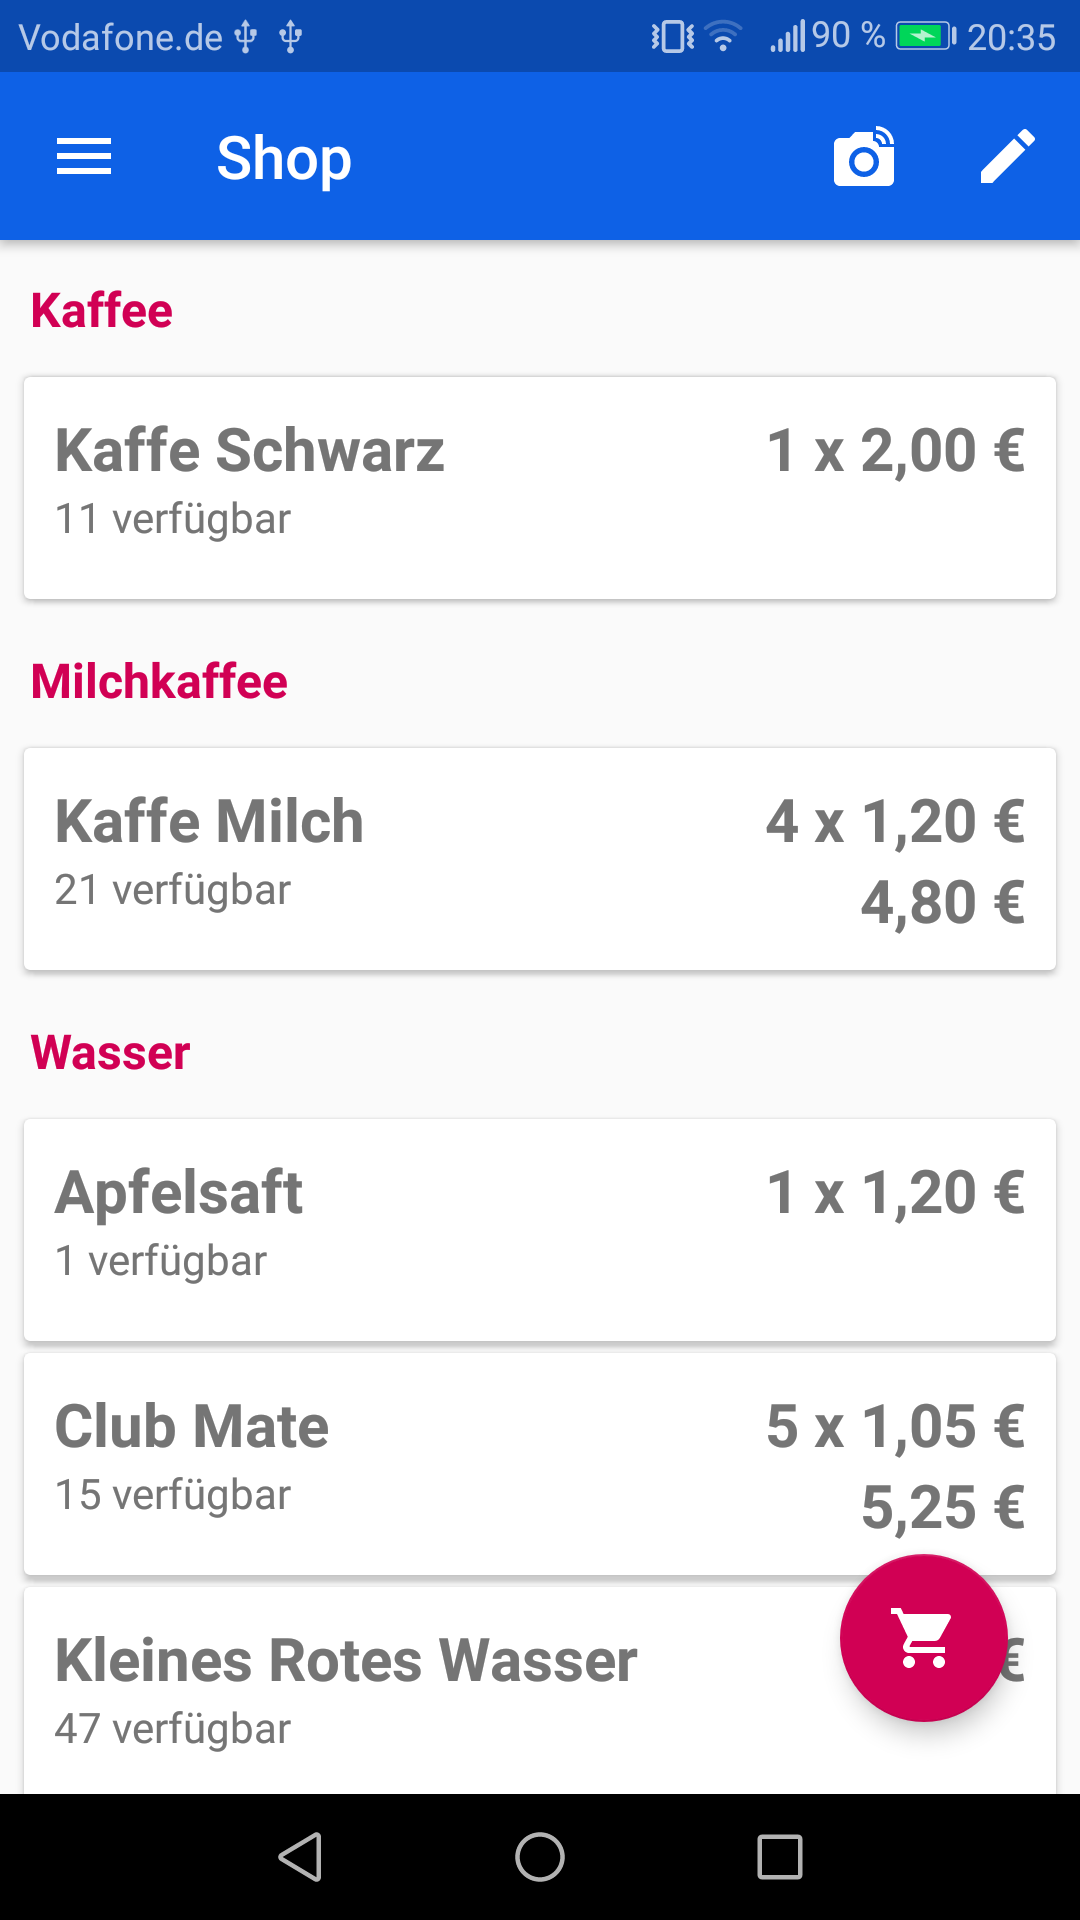 Vodafone.de 90 % 20:35
Shop
Kaffee
Kaffe Schwarz 1 x 2,00 €
11 verfügbar
Milchkaffee
Kaffe Milch 4 x 1,20 €
21 verfügbar 4,80 €
Wasser
Apfelsaft 1 x 1,20 €
1 verfügbar
Club Mate 5 x 1,05 €
15 verfügbar 5,25 €
Kleines Rotes Wasser €
47 verfügbar